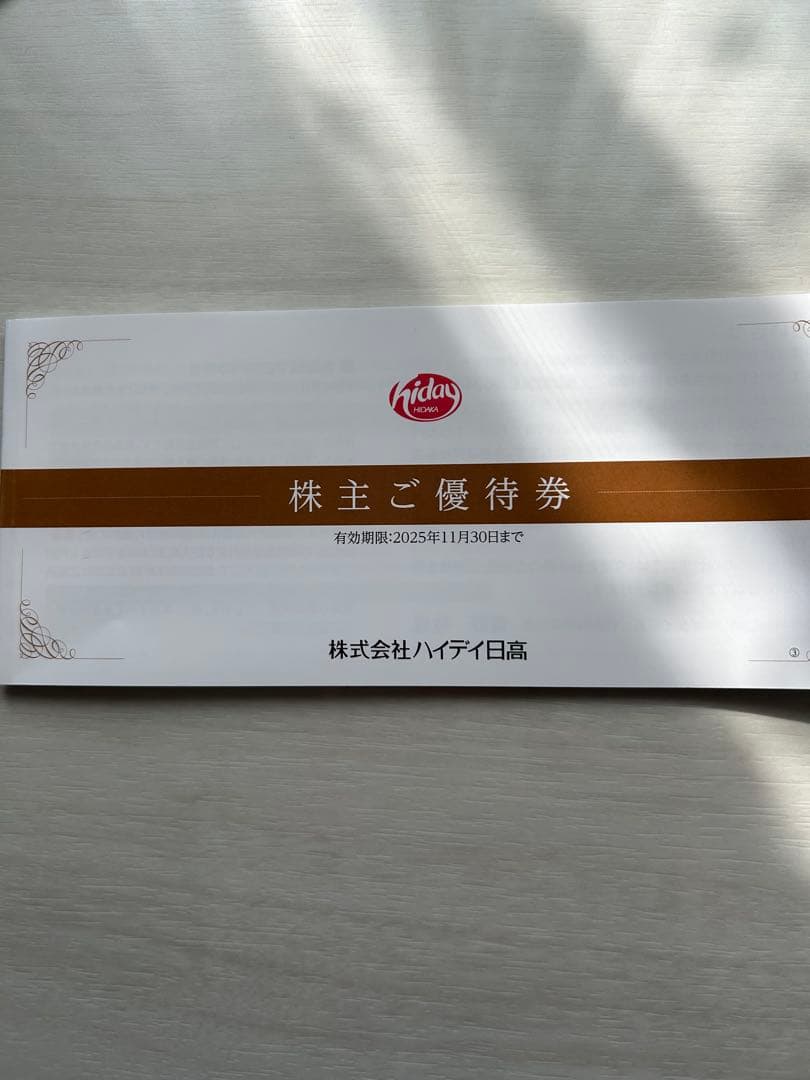 hiday
HIDAKA
株主ご優待券
有効期限:2025年11月30日まで
株式会社ハイデイ日高
③